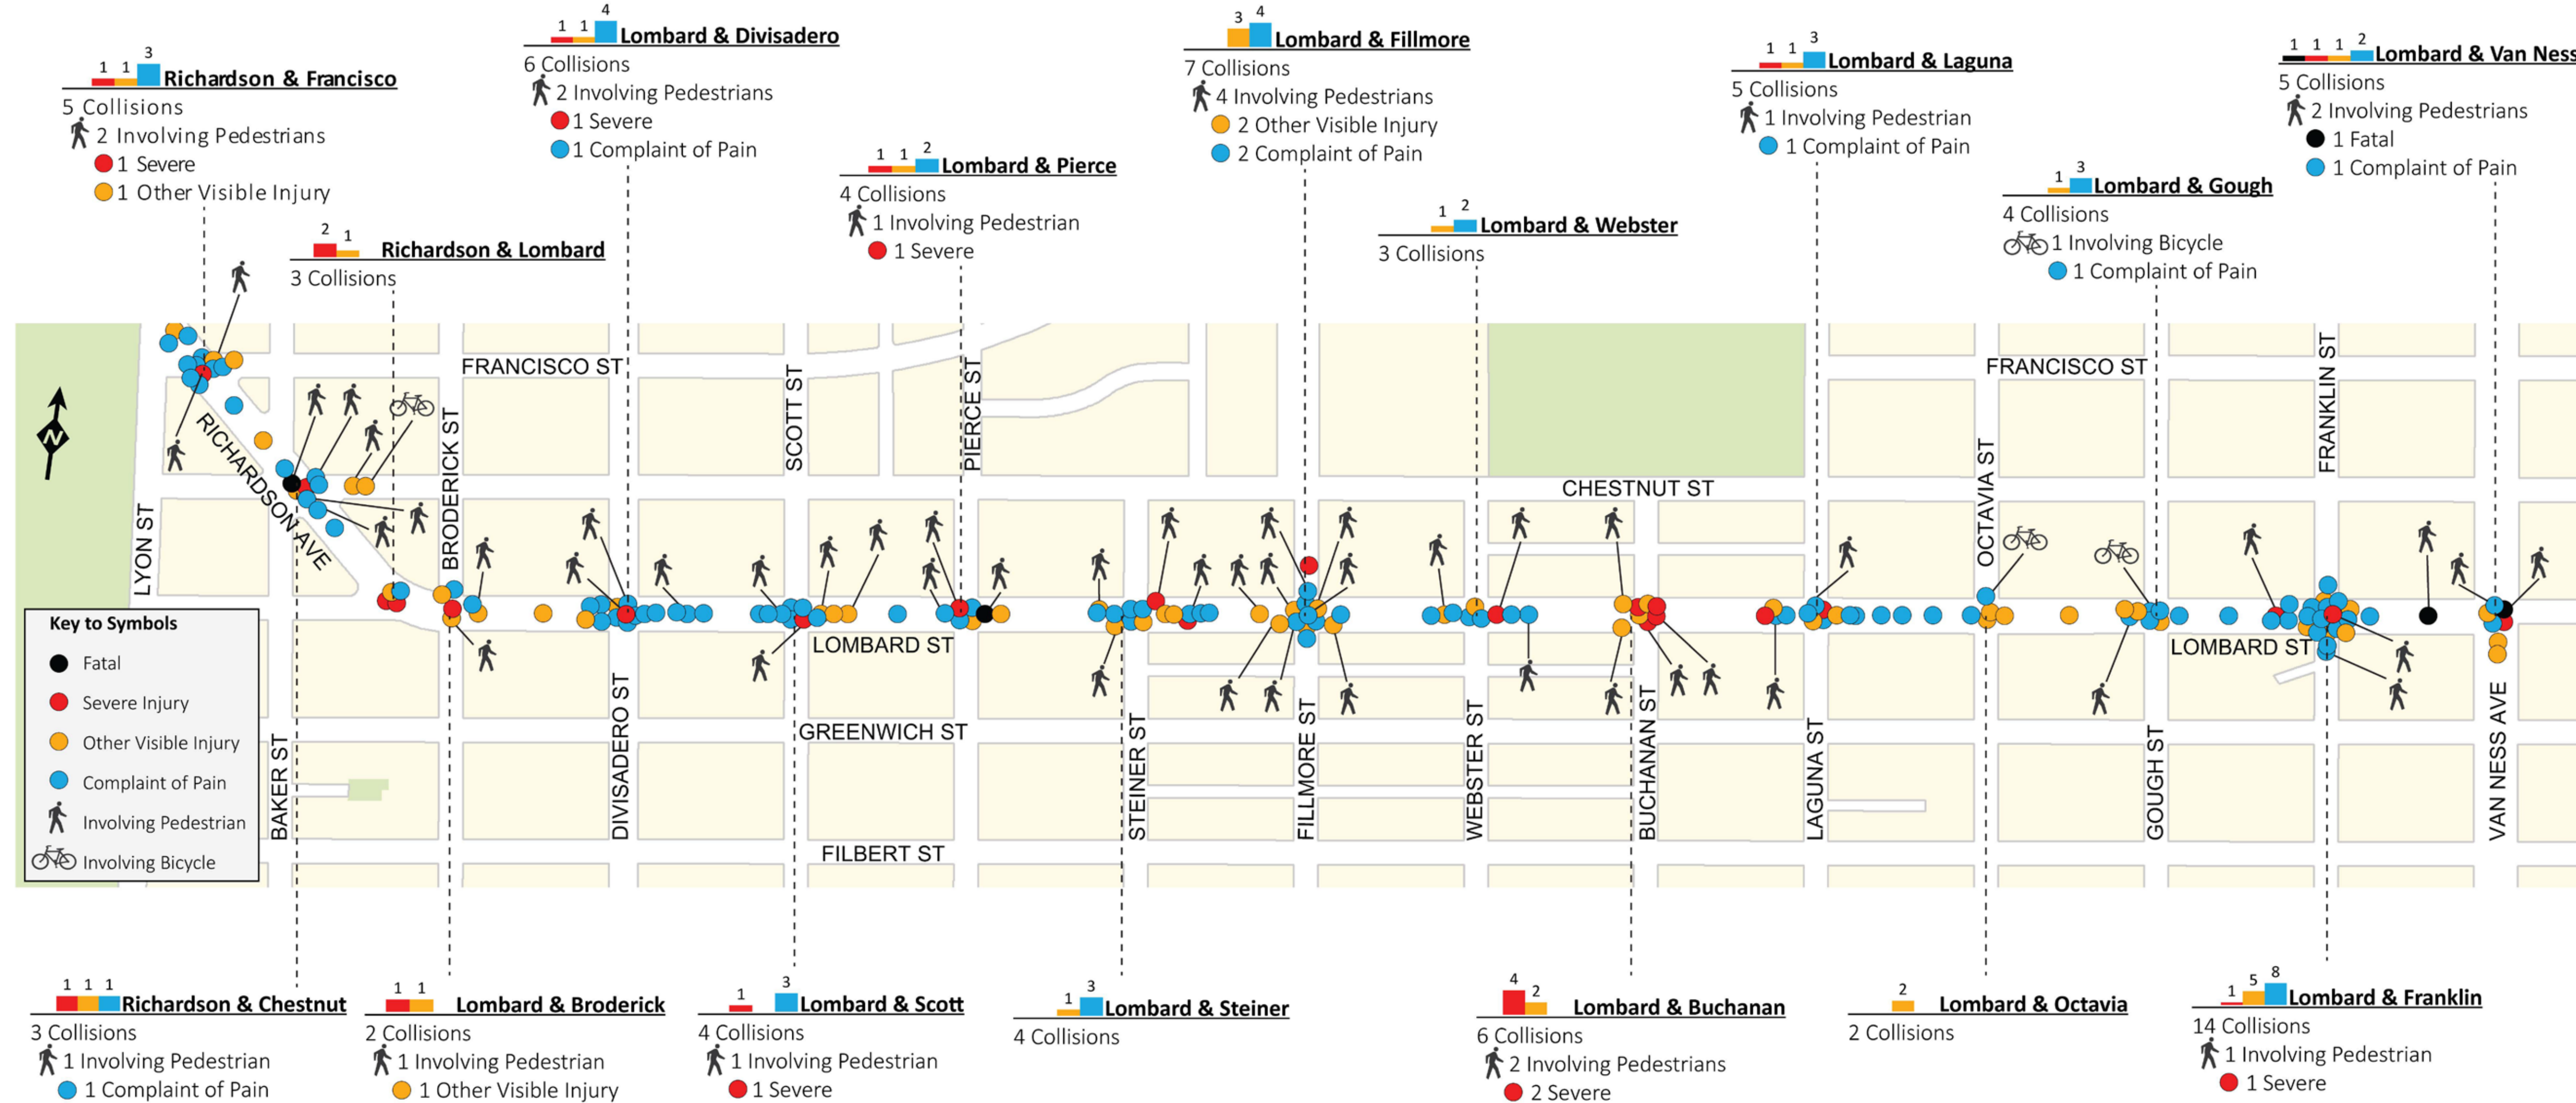 1 1 3
Richardson & Francisco
5 Collisions
2 Involving Pedestrians
1 Severe
1 Other Visible Injury
2 1
Richardson & Lombard
3 Collisions
1 1 4
Lombard & Divisadero
6 Collisions
2 Involving Pedestrians
1 Severe
1 Complaint of Pain
1 1 2
Lombard & Pierce
4 Collisions
1 Involving Pedestrian
1 Severe
3 4
Lombard & Fillmore
7 Collisions
4 Involving Pedestrians
2 Other Visible Injury
2 Complaint of Pain
1 2
Lombard & Webster
3 Collisions
1 1 3
Lombard & Laguna
5 Collisions
1 Involving Pedestrian
1 Complaint of Pain
1 3
Lombard & Gough
4 Collisions
1 Involving Bicycle
1 Complaint of Pain
1 1 1 2
Lombard & Van Ness
5 Collisions
2 Involving Pedestrians
1 Fatal
1 Complaint of Pain
N
FRANCISCO ST
FRANCISCO ST
RICHARDSON AVE
LYON ST
BRODERICK ST
SCOTT ST
PIERCE ST
CHESTNUT ST
OCTAVIA ST
FRANKLIN ST
LOMBARD ST
LOMBARD ST
GREENWICH ST
FILBERT ST
BAKER ST
DIVISADERO ST
STEINER ST
FILLMORE ST
WEBSTER ST
BUCHANAN ST
LAGUNA ST
GOUGH ST
VAN NESS AVE
Key to Symbols
Fatal
Severe Injury
Other Visible Injury
Complaint of Pain
Involving Pedestrian
Involving Bicycle
1 1 1
Richardson & Chestnut
3 Collisions
1 Involving Pedestrian
1 Complaint of Pain
1 1
Lombard & Broderick
2 Collisions
1 Involving Pedestrian
1 Other Visible Injury
1 3
Lombard & Scott
4 Collisions
1 Involving Pedestrian
1 Severe
1 3
Lombard & Steiner
4 Collisions
4 2
Lombard & Buchanan
6 Collisions
2 Involving Pedestrians
2 Severe
2
Lombard & Octavia
2 Collisions
1 5 8
Lombard & Franklin
14 Collisions
1 Involving Pedestrian
1 Severe